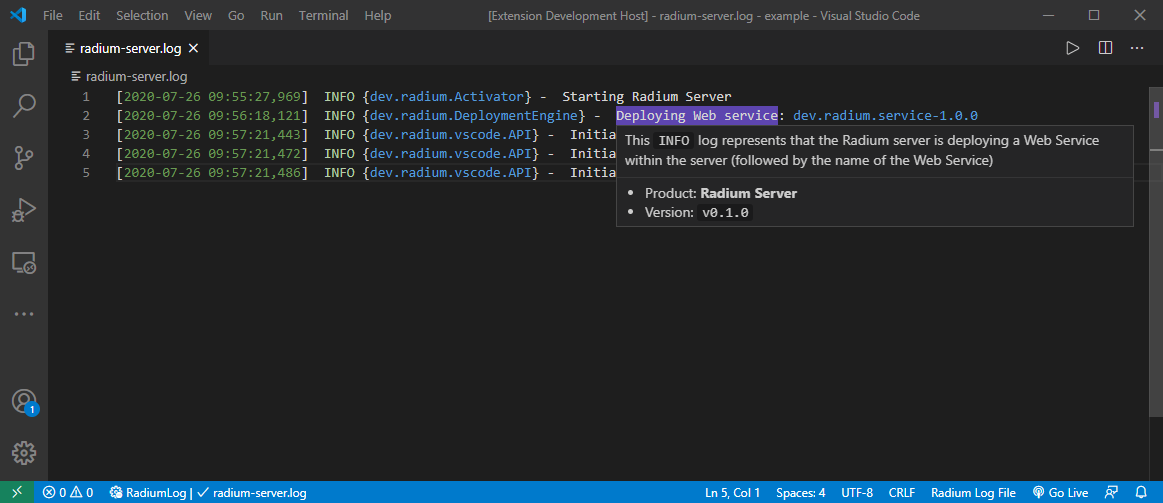 File Edit Selection View Go Run Terminal Help [Extension Development Host] - radium-server.log - example - Visual Studio Code
radium-server.log
radium-server.log
1 [2020-07-26 09:55:27,969] INFO {dev.radium.Activator} - Starting Radium Server
2 [2020-07-26 09:56:18,121] INFO {dev.radium.DeploymentEngine} - Deploying Web service: dev.radium.service-1.0.0
3 [2020-07-26 09:57:21,443] INFO {dev.radium.vscode.API} - Initia
4 [2020-07-26 09:57:21,472] INFO {dev.radium.vscode.API} - Initia
5 [2020-07-26 09:57:21,486] INFO {dev.radium.vscode.API} - Initia
This INFO log represents that the Radium server is deploying a Web Service
within the server (followed by the name of the Web Service)
• Product: Radium Server
• Version: v0.1.0
1
0 0 RadiumLog | ✓ radium-server.log Ln 5, Col 1 Spaces: 4 UTF-8 CRLF Radium Log File Go Live